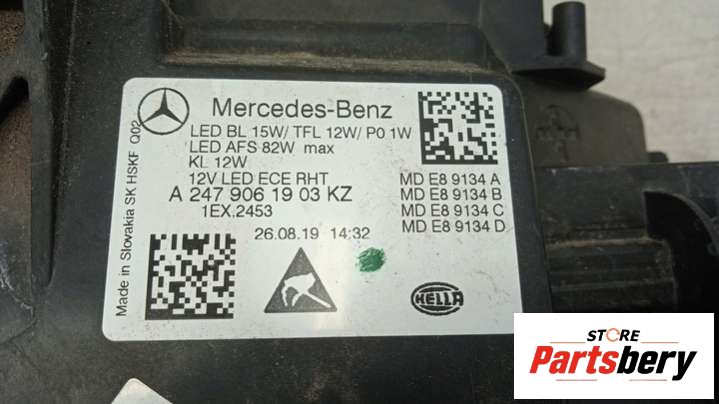 Mercedes-Benz
LED BL 15W/ TFL 12W/ PO 1W
LED AFS 82W max
KL 12W
12V LED ECE RHT
A 247 906 19 03 KZ
1EX.2453
26.08.19 14:32
MD E8 9134 A
MD E8 9134 B
MD E8 9134 C
MD E8 9134 D
Made in Slovakia SK HSKF Q02
HELLA
STORE
Partsbery